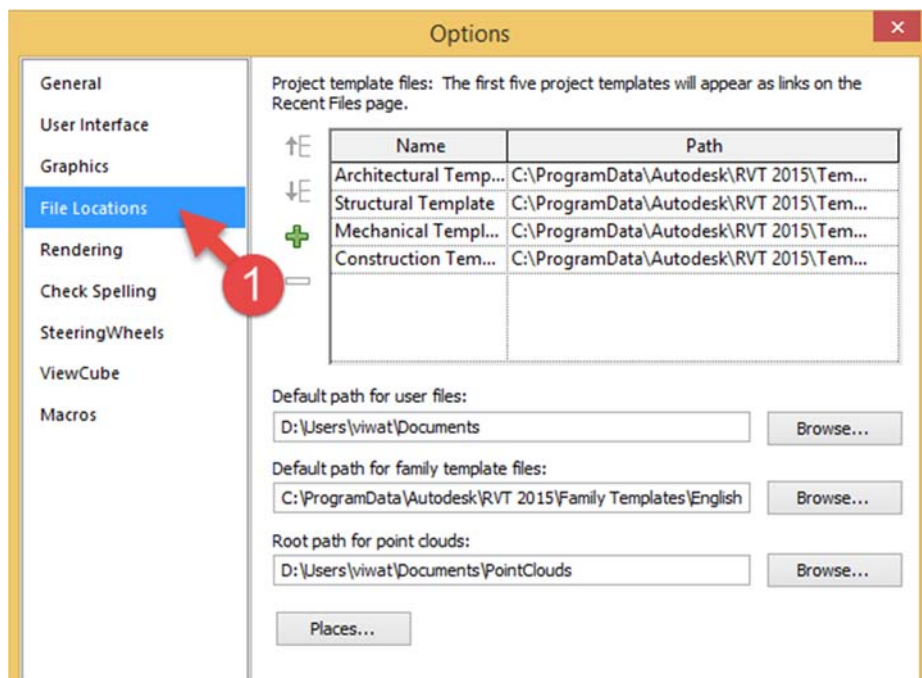 Options
General
User Interface
Graphics
File Locations
Rendering
Check Spelling
SteeringWheels
ViewCube
Macros
1
Project template files: The first five project templates will appear as links on the
Recent Files page.
Name Path
Architectural Temp... C:\ProgramData\Autodesk\RVT 2015\Tem...
Structural Template C:\ProgramData\Autodesk\RVT 2015\Tem...
Mechanical Templ... C:\ProgramData\Autodesk\RVT 2015\Tem...
Construction Tem... C:\ProgramData\Autodesk\RVT 2015\Tem...
Default path for user files:
D:\Users\viwat\Documents Browse...
Default path for family template files:
C:\ProgramData\Autodesk\RVT 2015\Family Templates\English Browse...
Root path for point clouds:
D:\Users\viwat\Documents\PointClouds Browse...
Places...